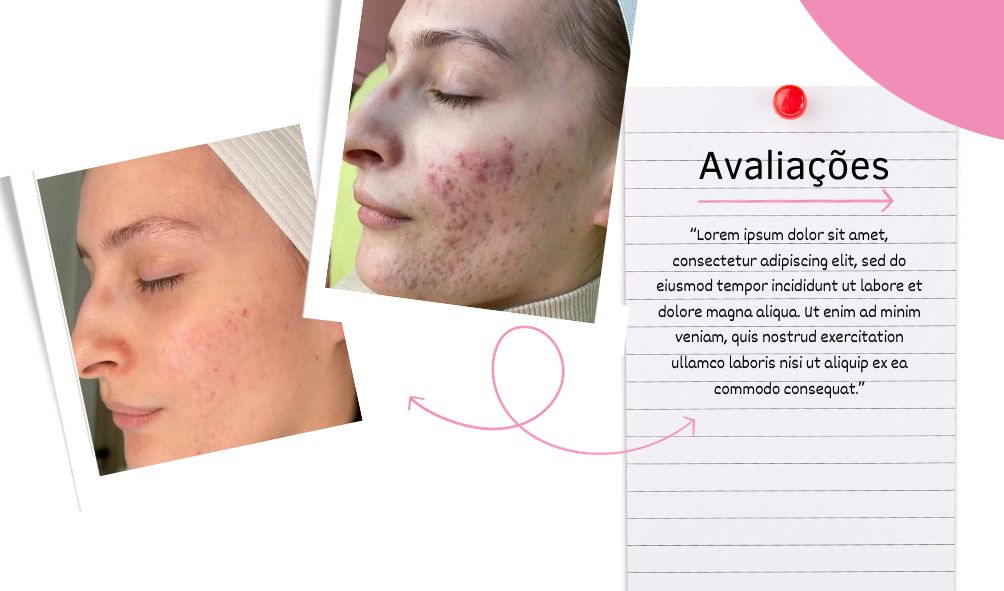 Avaliações
“Lorem ipsum dolor sit amet,
consectetur adipiscing elit, sed do
eiusmod tempor incididunt ut labore et
dolore magna aliqua. Ut enim ad minim
veniam, quis nostrud exercitation
ullamco laboris nisi ut aliquip ex ea
commodo consequat.”